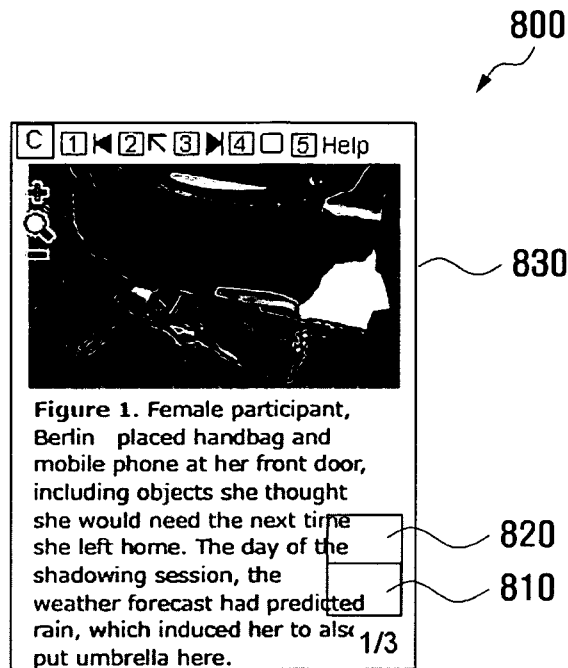 800
C 1 2 3 4 5 Help
830
Figure 1. Female participant,
Berlin placed handbag and
mobile phone at her front door,
including objects she thought
she would need the next time
she left home. The day of the
shadowing session, the
weather forecast had predicted
rain, which induced her to also
put umbrella here.
820
810
1/3